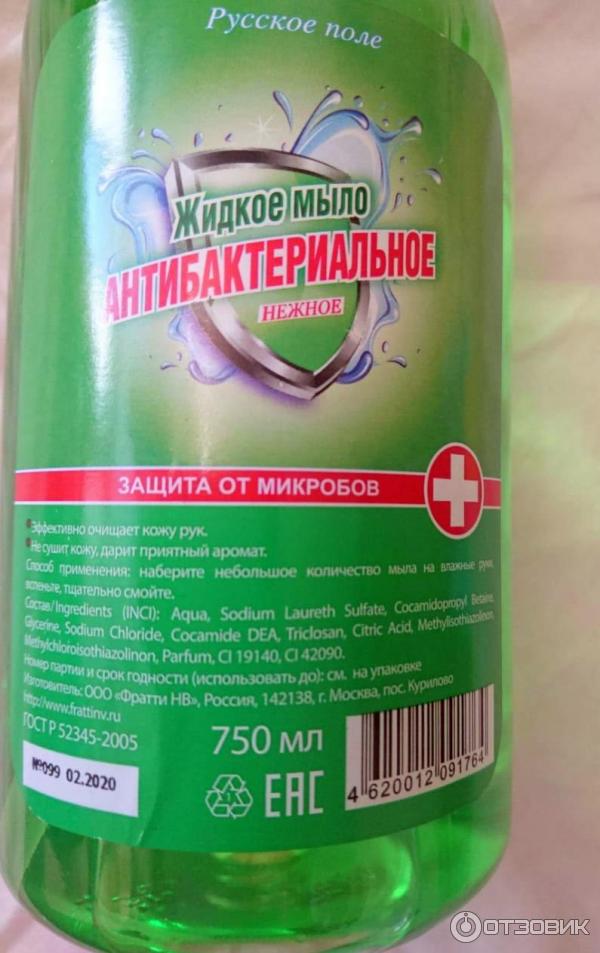 Русское поле
Жидкое мыло
АНТИБАКТЕРИАЛЬНОЕ
НЕЖНОЕ
ЗАЩИТА ОТ МИКРОБОВ
•Эффективно очищает кожу рук.
•Не сушит кожу, дарит приятный аромат.
Способ применения: наберите небольшое количество мыла на влажные руки,
вспеньте, тщательно смойте.
Состав/Ingredients (INCI): Aqua, Sodium Laureth Sulfate, Cocamidopropyl Betaine,
Glycerine, Sodium Chloride, Cocamide DEA, Triclosan, Citric Acid, Methylisothiazolinon,
Methylchloroisothiazolinon, Parfum, CI 19140, CI 42090.
Номер партии и срок годности (использовать до): см. на упаковке
Изготовитель: ООО «Фратти НВ», Россия, 142138, г. Москва, пос. Курилово
http://www.frattinv.ru
ГОСТ Р 52345-2005
750 мл
№099 02.2020
EAC
4 620012 091764
ОТЗОВИК